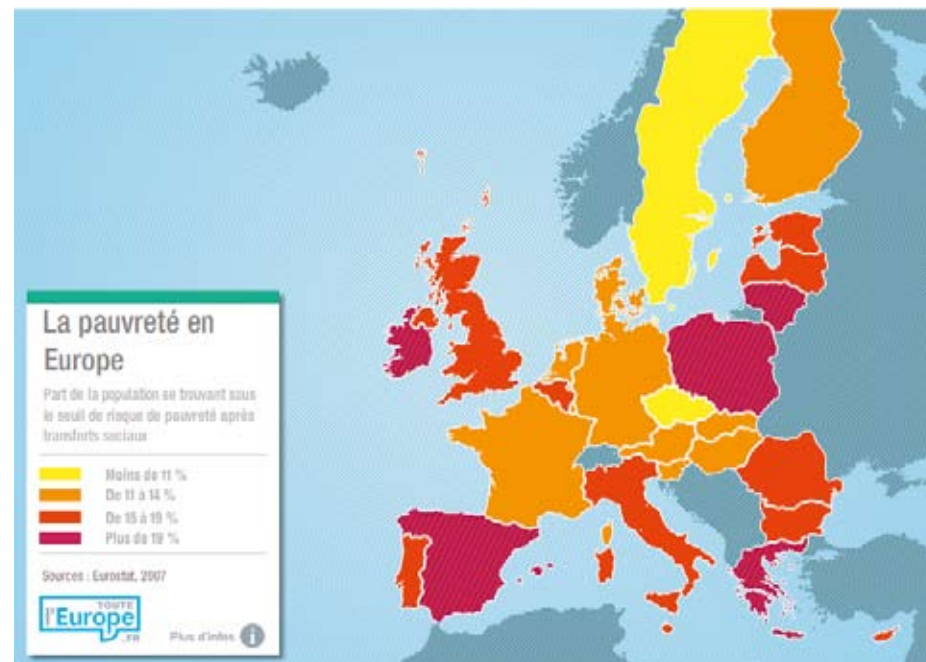 La pauvreté en
Europe
Part de la population se trouvant sous
le seuil de risque de pauvreté après
transferts sociaux
Moins de 11 %
De 11 à 14 %
De 15 à 19 %
Plus de 19 %
Sources : Eurostat, 2007
TOUTE
l'Europe
.FR
Plus d'infos i